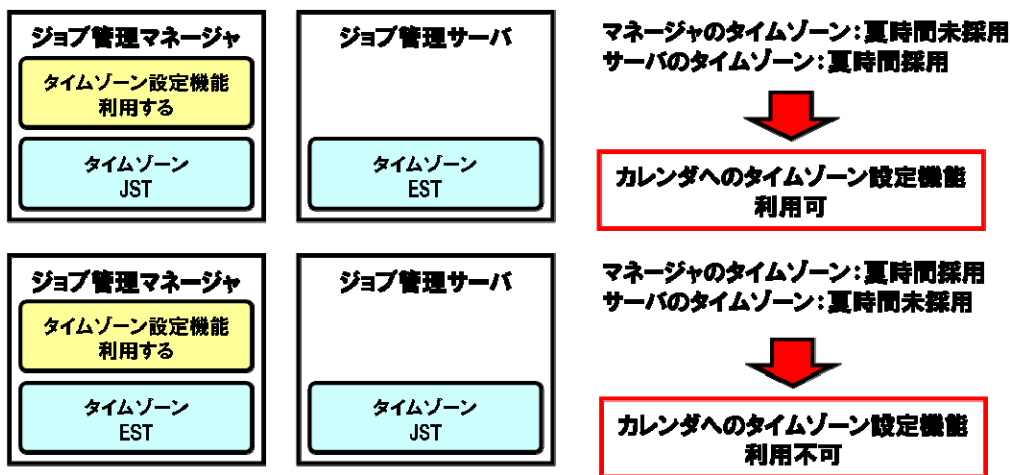 ジョブ管理マネージャ
タイムゾーン設定機能
利用する
タイムゾーン
JST
ジョブ管理サーバ
タイムゾーン
EST
マネージャのタイムゾーン：夏時間未採用
サーバのタイムゾーン：夏時間採用
カレンダへのタイムゾーン設定機能
利用可
ジョブ管理マネージャ
タイムゾーン設定機能
利用する
タイムゾーン
EST
ジョブ管理サーバ
タイムゾーン
JST
マネージャのタイムゾーン：夏時間採用
サーバのタイムゾーン：夏時間未採用
カレンダへのタイムゾーン設定機能
利用不可